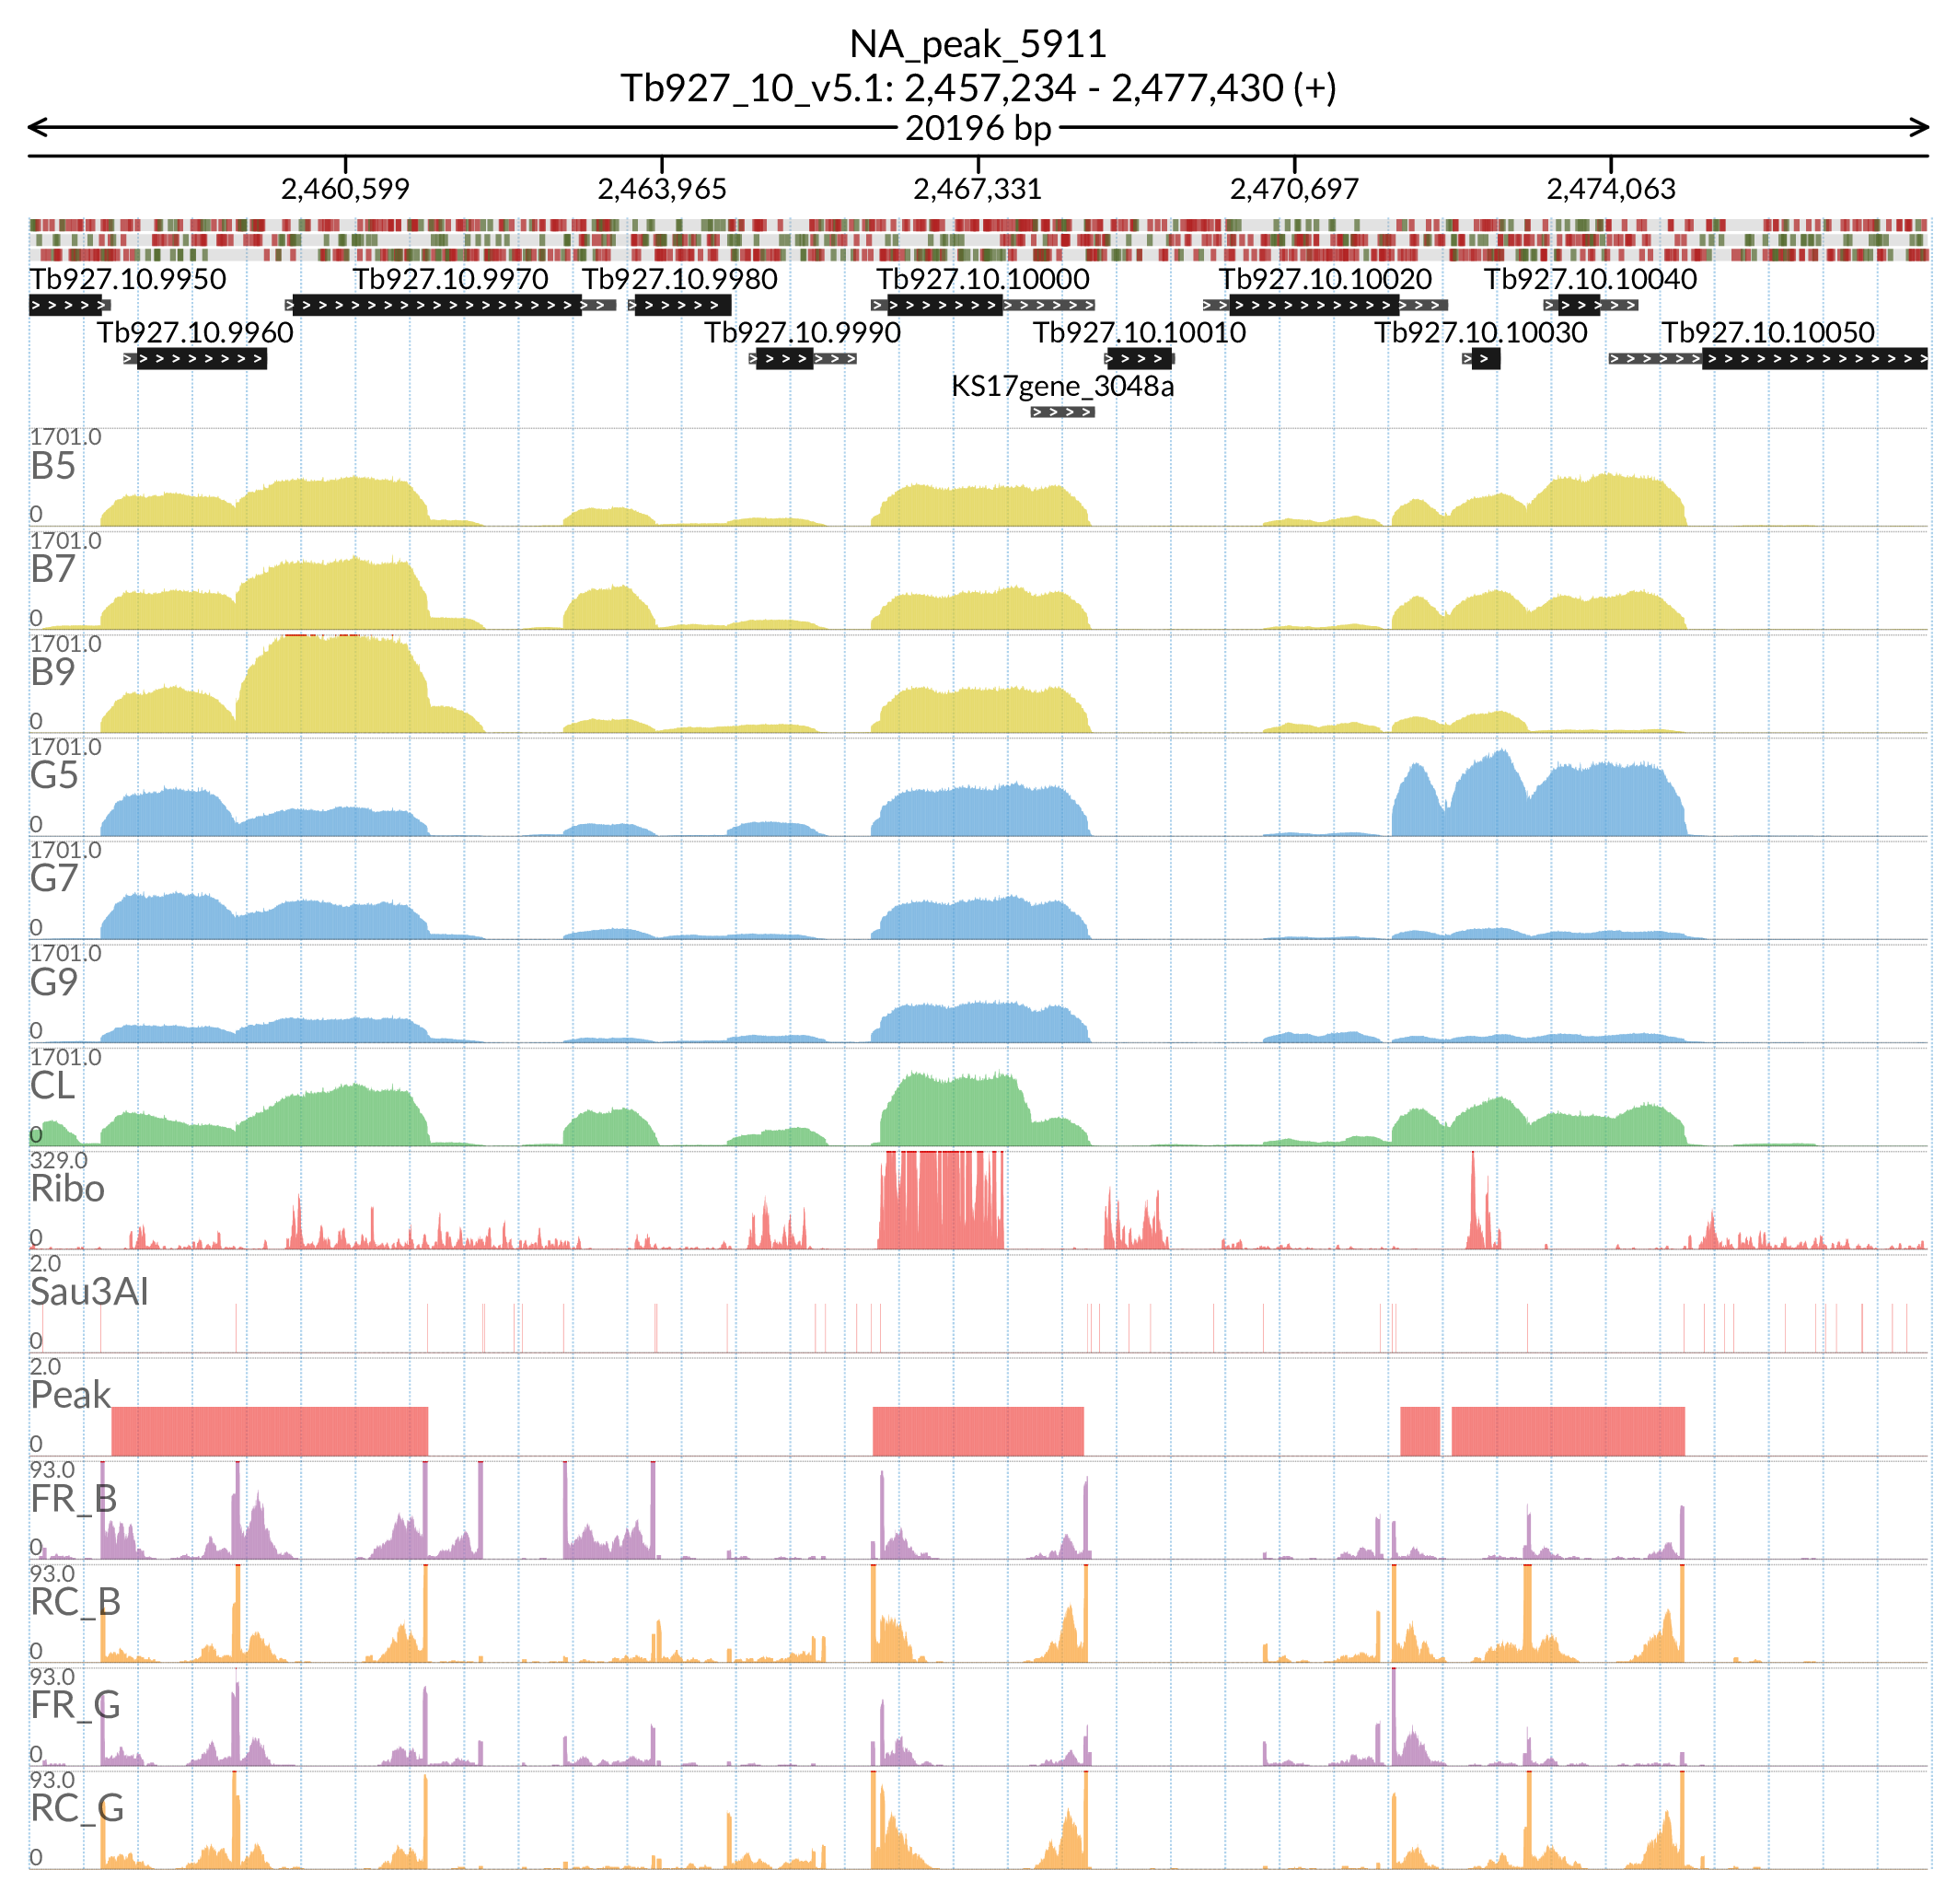 NA_peak_5911
Tb927_10_v5.1: 2,457,234 - 2,477,430 (+)
20196 bp
2,460,599 2,463,965 2,467,331 2,470,697 2,474,063
Tb927.10.9950 Tb927.10.9970 Tb927.10.9980 Tb927.10.10000 Tb927.10.10020 Tb927.10.10040
Tb927.10.9960 Tb927.10.9990 Tb927.10.10010 Tb927.10.10030 Tb927.10.10050
KS17gene_3048a
1701.0
B5
0
1701.0
B7
0
1701.0
B9
0
1701.0
G5
0
1701.0
G7
0
1701.0
G9
0
1701.0
CL
0
329.0
Ribo
0
2.0
Sau3AI
0
2.0
Peak
0
93.0
FR_B
0
93.0
RC_B
0
93.0
FR_G
0
93.0
RC_G
0